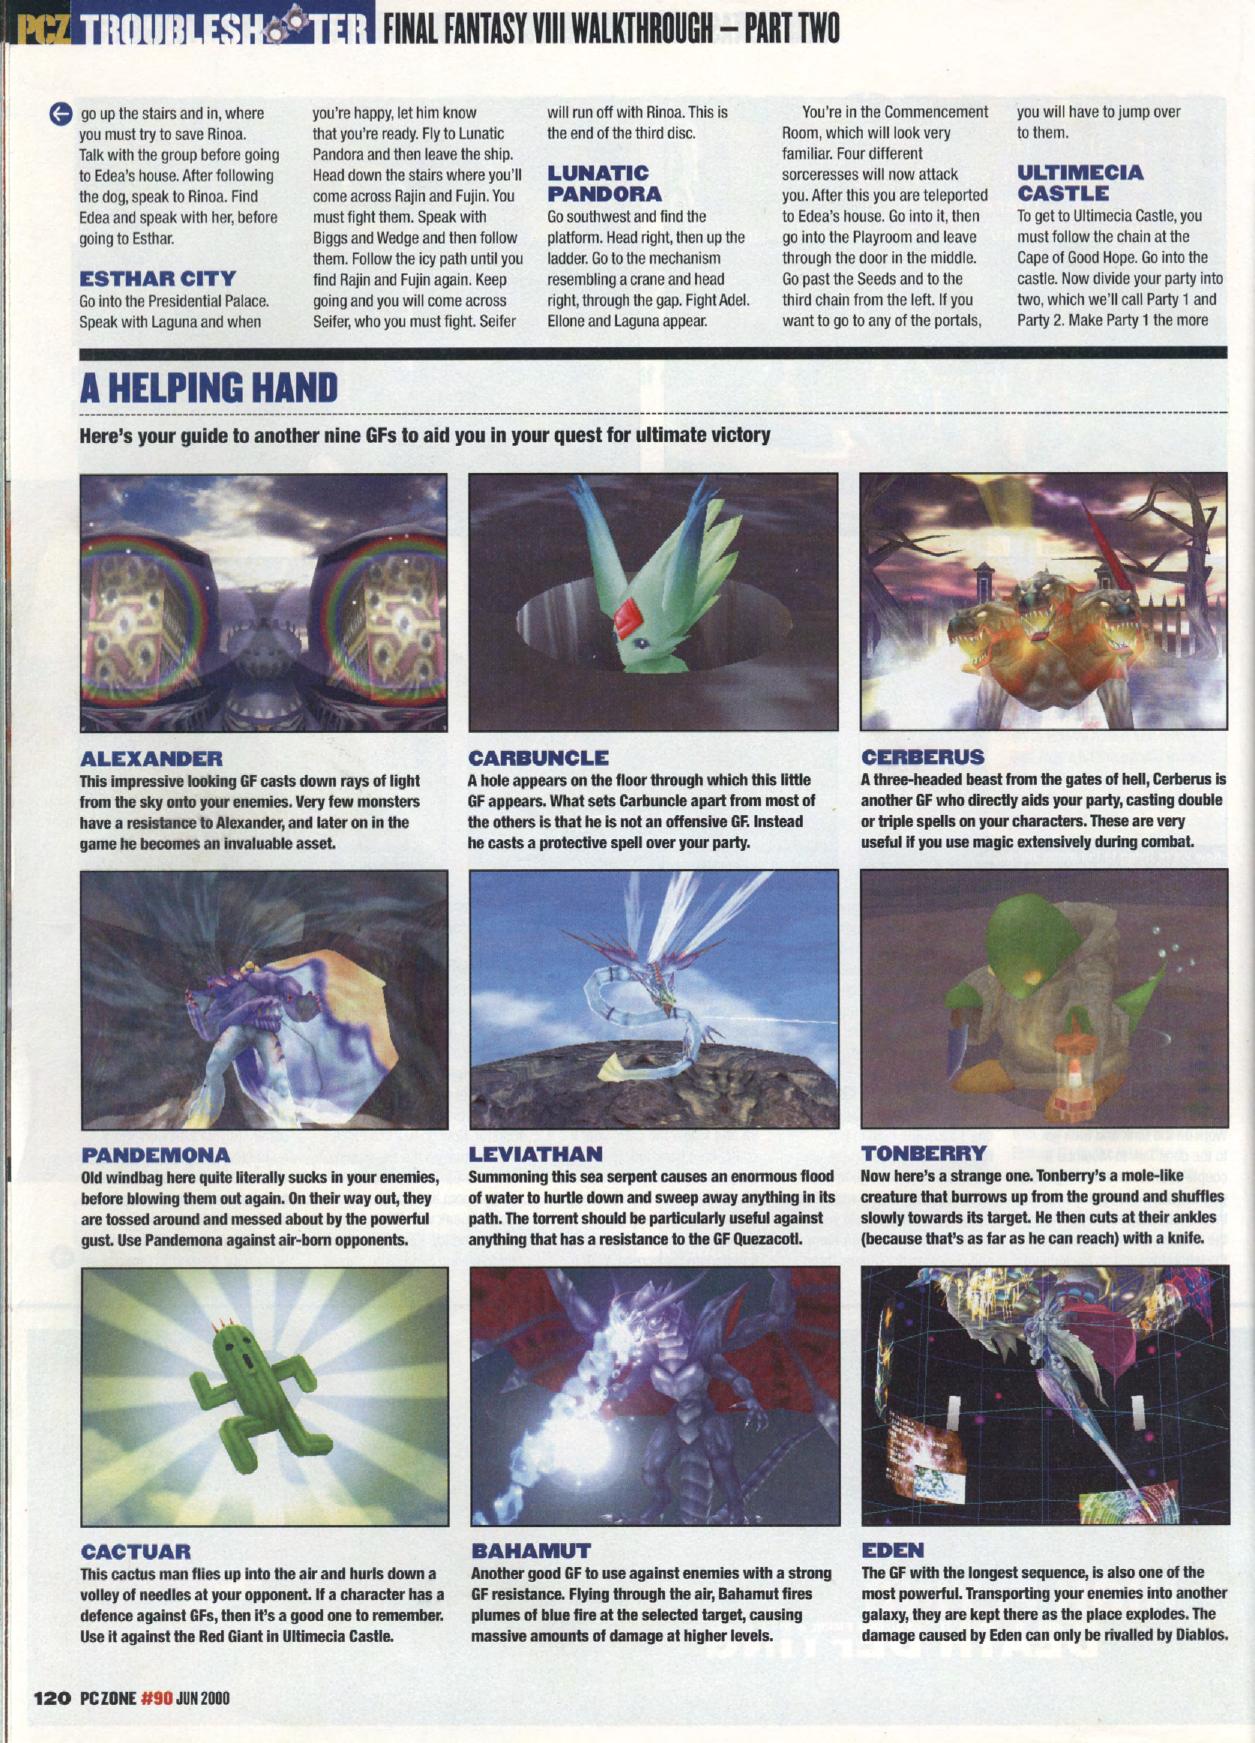 PCZ TROUBLESHOOTER FINAL FANTASY VIII WALKTHROUGH – PART TWO
go up the stairs and in, where
you must try to save Rinoa.
Talk with the group before going
to Edea's house. After following
the dog, speak to Rinoa. Find
Edea and speak with her, before
going to Esthar.
ESTHAR CITY
Go into the Presidential Palace.
Speak with Laguna and when
you're happy, let him know
that you're ready. Fly to Lunatic
Pandora and then leave the ship.
Head down the stairs where you'll
come across Rajin and Fujin. You
must fight them. Speak with
Biggs and Wedge and then follow
them. Follow the icy path until you
find Rajin and Fujin again. Keep
going and you will come across
Seifer, who you must fight. Seifer
will run off with Rinoa. This is
the end of the third disc.
LUNATIC
PANDORA
Go southwest and find the
platform. Head right, then up the
ladder. Go to the mechanism
resembling a crane and head
right, through the gap. Fight Adel.
Ellone and Laguna appear.
You're in the Commencement
Room, which will look very
familiar. Four different
sorceresses will now attack
you. After this you are teleported
to Edea's house. Go into it, then
go into the Playroom and leave
through the door in the middle.
Go past the Seeds and to the
third chain from the left. If you
want to go to any of the portals,
you will have to jump over
to them.
ULTIMECIA
CASTLE
To get to Ultimecia Castle, you
must follow the chain at the
Cape of Good Hope. Go into the
castle. Now divide your party into
two, which we'll call Party 1 and
Party 2. Make Party 1 the more
A HELPING HAND
Here's your guide to another nine GFs to aid you in your quest for ultimate victory
ALEXANDER
This impressive looking GF casts down rays of light
from the sky onto your enemies. Very few monsters
have a resistance to Alexander, and later on in the
game he becomes an invaluable asset.
CARBUNCLE
A hole appears on the floor through which this little
GF appears. What sets Carbuncle apart from most of
the others is that he is not an offensive GF. Instead
he casts a protective spell over your party.
CERBERUS
A three-headed beast from the gates of hell, Cerberus is
another GF who directly aids your party, casting double
or triple spells on your characters. These are very
useful if you use magic extensively during combat.
PANDEMONA
Old windbag here quite literally sucks in your enemies,
before blowing them out again. On their way out, they
are tossed around and messed about by the powerful
gust. Use Pandemona against air-born opponents.
LEVIATHAN
Summoning this sea serpent causes an enormous flood
of water to hurtle down and sweep away anything in its
path. The torrent should be particularly useful against
anything that has a resistance to the GF Quezacotl.
TONBERRY
Now here's a strange one. Tonberry's a mole-like
creature that burrows up from the ground and shuffles
slowly towards its target. He then cuts at their ankles
(because that's as far as he can reach) with a knife.
CACTUAR
This cactus man flies up into the air and hurls down a
volley of needles at your opponent. If a character has a
defence against GFs, then it's a good one to remember.
Use it against the Red Giant in Ultimecia Castle.
BAHAMUT
Another good GF to use against enemies with a strong
GF resistance. Flying through the air, Bahamut fires
plumes of blue fire at the selected target, causing
massive amounts of damage at higher levels.
EDEN
The GF with the longest sequence, is also one of the
most powerful. Transporting your enemies into another
galaxy, they are kept there as the place explodes. The
damage caused by Eden can only be rivalled by Diablos.
120 PCZONE #90 JUN 2000